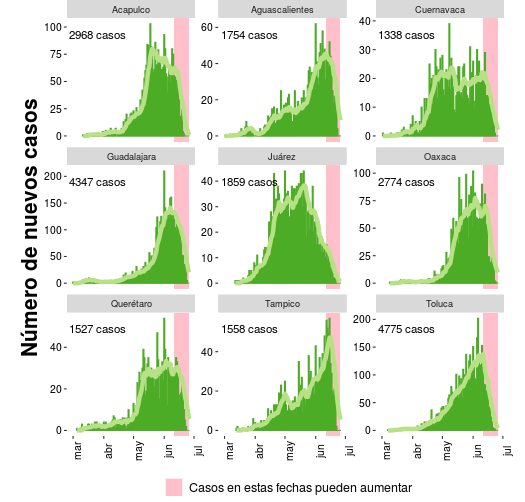 Número de nuevos casos
Acapulco
2968 casos
100
75
50
25
0
Aguascalientes
1754 casos
60
40
20
0
Cuernavaca
1338 casos
40
30
20
10
0
Guadalajara
4347 casos
200
150
100
50
0
Juárez
1859 casos
40
30
20
10
0
Oaxaca
2774 casos
100
75
50
25
0
Querétaro
1527 casos
40
20
0
mar
abr
may
jun
jul
Tampico
1558 casos
40
20
0
mar
abr
may
jun
jul
Toluca
4775 casos
200
150
100
50
0
mar
abr
may
jun
jul
Casos en estas fechas pueden aumentar